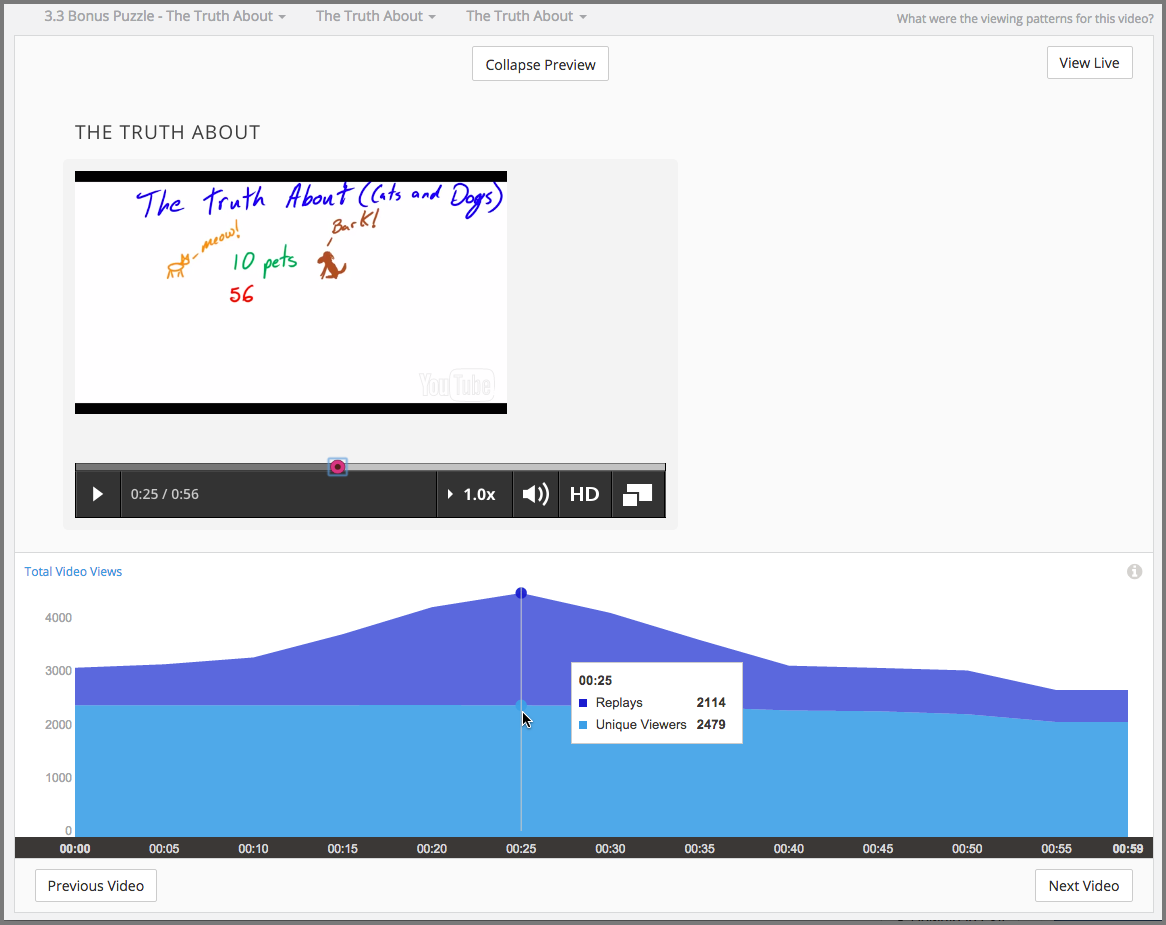 3.3 Bonus Puzzle - The Truth About The Truth About The Truth About What were the viewing patterns for this video?
Collapse Preview View Live
THE TRUTH ABOUT
The Truth About (Cats and Dogs)
meow! Bark!
10 pets
56
YouTube
0:25 / 0:56 1.0x HD
Total Video Views
4000
3000
00:25
Replays 2114
Unique Viewers 2479
2000
1000
0
00:00 00:05 00:10 00:15 00:20 00:25 00:30 00:35 00:40 00:45 00:50 00:55 00:59
Previous Video Next Video